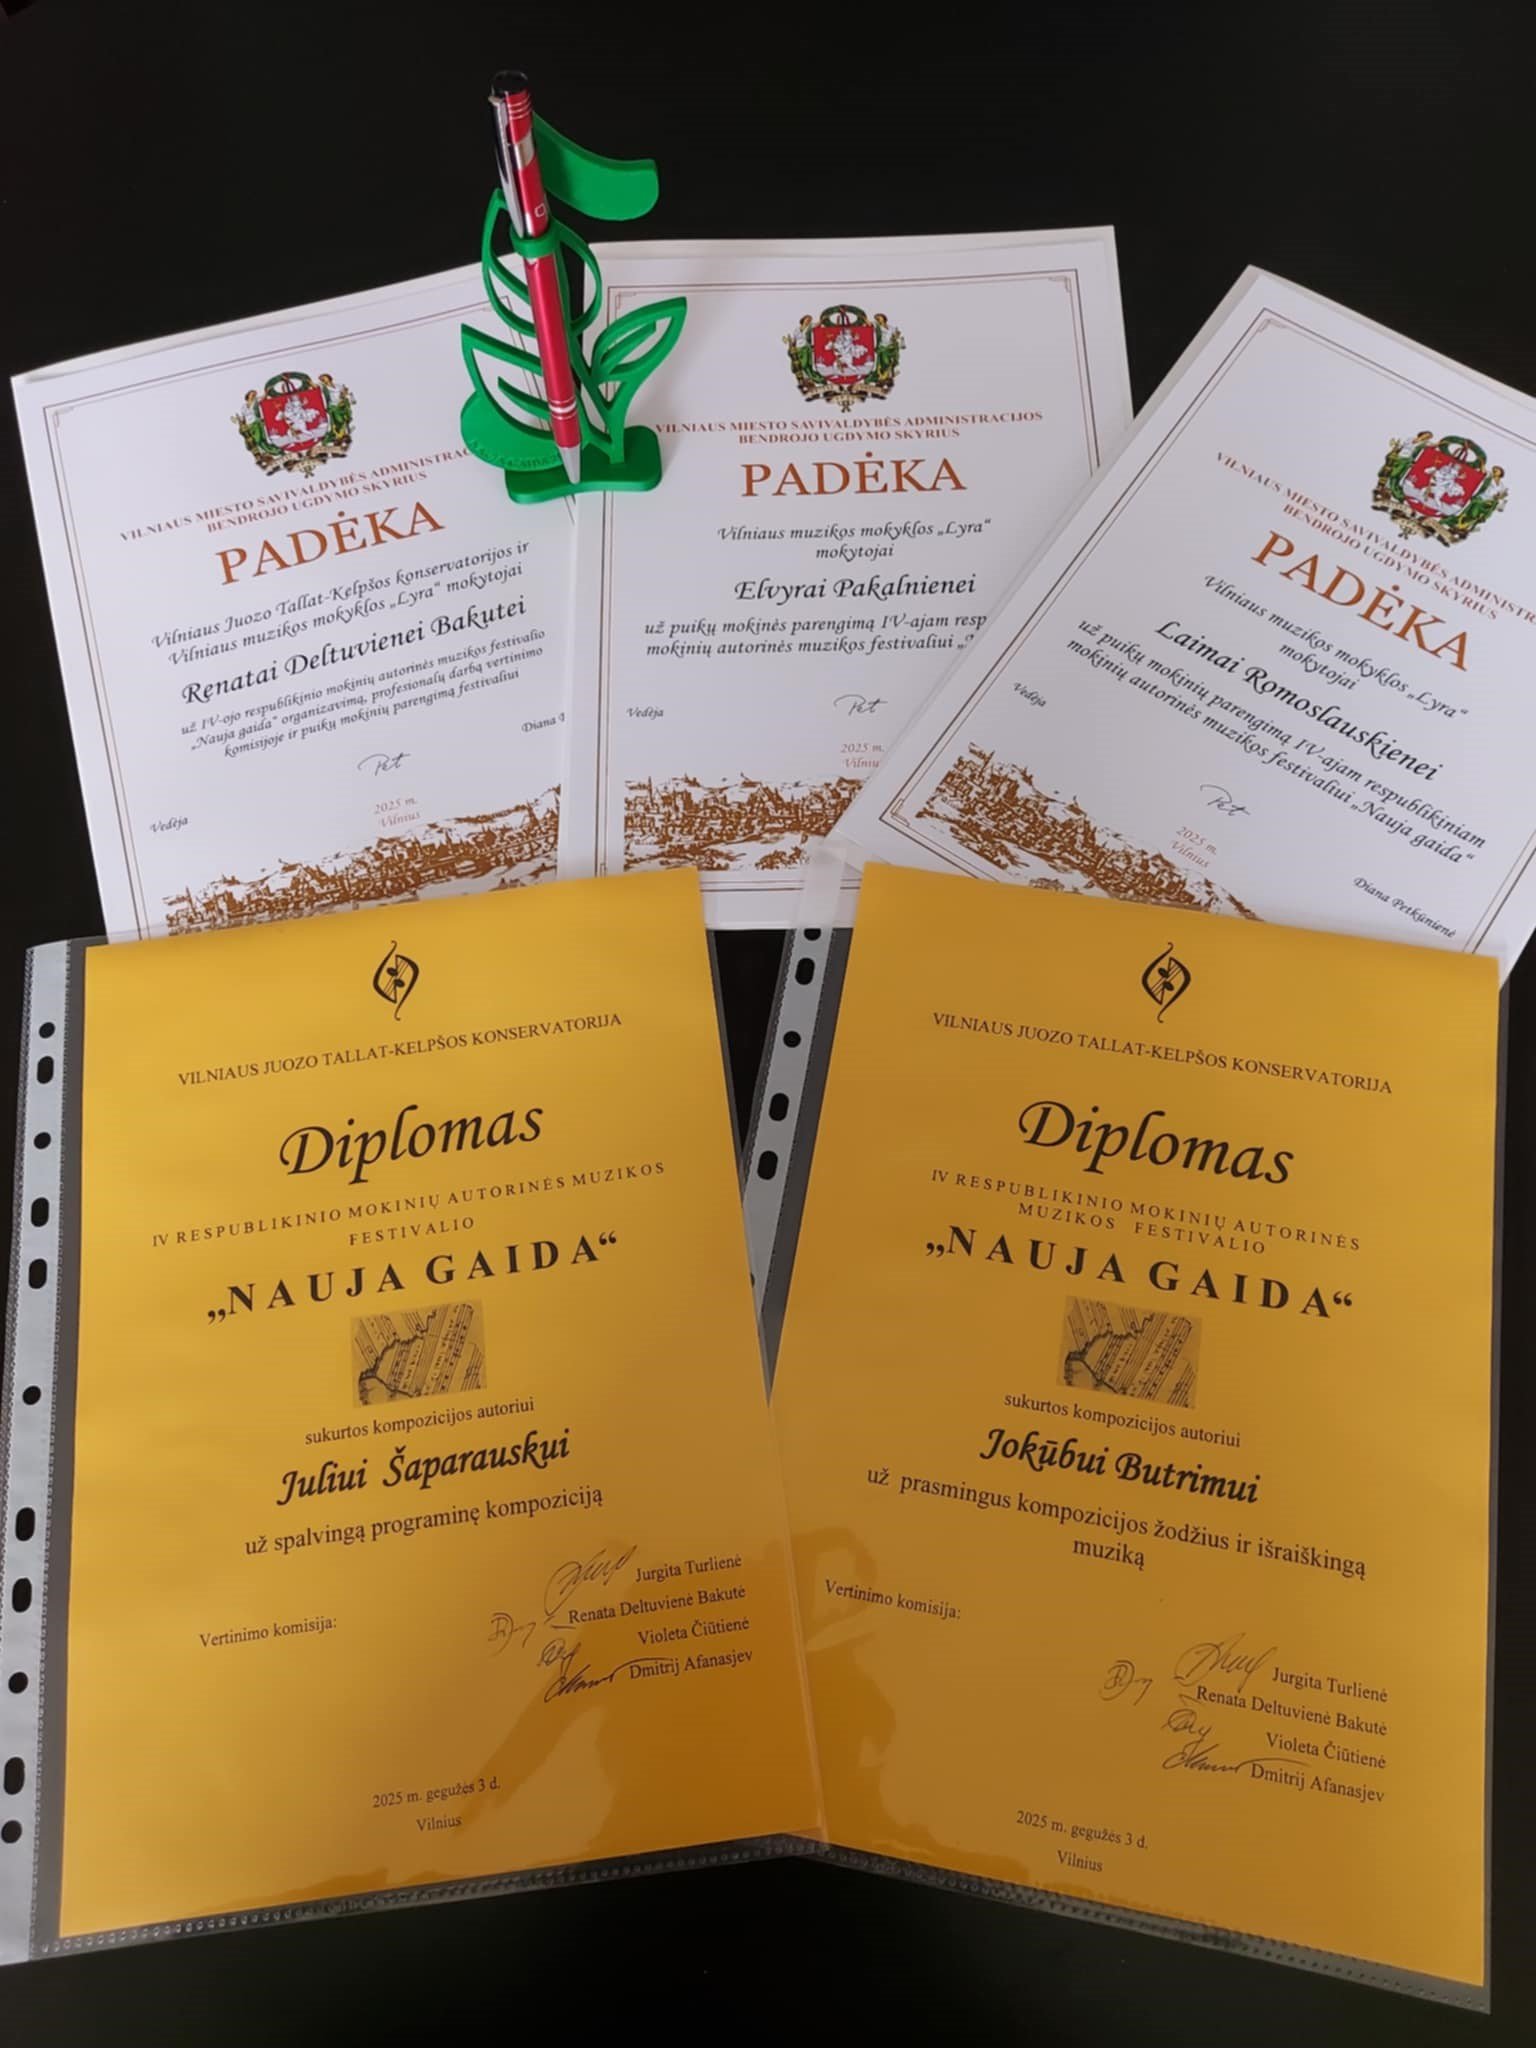 VILNIAUS MIESTO SAVIVALDYBĖS ADMINISTRAC
BENDROJO UGDYMO SKYRIUS
PADĖKA
Vilniaus Juozo Tallat-Kelpšos konservatorijos ir
Vilniaus muzikos mokyklos „Lyra“ mokytojai
Renatai Deltuvienei Bakutei
už IV-ojo respublikinio mokinių autorinės muzikos festivalio
„Nauja gaida“ organizavimą, profesionalų darbą vertinimo
komisijoje ir puikų mokinių parengimą festivaliui
Vedėja
Diana
2025 m.
Vilnius
VILNIAUS MIESTO SAVIVALDYBĖS ADMINISTRACIJOS
BENDROJO UGDYMO SKYRIUS
PADĖKA
Vilniaus muzikos mokyklos „Lyra“
mokytojai
Elvyrai Pakalnienei
už puikų mokinės parengimą IV-ajam resp
mokinių autorinės muzikos festivaliui
Vedėja
2025 m.
Vilniu
VILNIAUS MIESTO SAVIVALDYBĖS ADMINIST
BENDROJO UGDYMO SKYRIUS
PADĖKA
Vilniaus muzikos mokyklos „Lyra“
mokytojai
Laimai Romoslauskienei
už puikų mokinių parengimą IV-ajam respublikiniam
mokinių autorinės muzikos festivaliui „Nauja gaida“
Vedėja
Diana Petkūnienė
2025 m.
Vilnius
VILNIAUS JUOZO TALLAT-KELPŠOS KONSERVATORIJA
Diplomas
IV RESPUBLIKINIO MOKINIŲ AUTORINĖS MUZIKOS
FESTIVALIO
„NAUJA GAIDA“
sukurtos kompozicijos autoriui
Juliui Šaparauskui
už spalvingą programinę kompoziciją
Vertinimo komisija:
Jurgita Turlienė
Renata Deltuvienė Bakutė
Violeta Čiūtienė
Dmitrij Afanasjev
2025 m. gegužės 3 d.
Vilnius
VILNIAUS JUOZO TALLAT-KELPŠOS KONSERVATORIJA
Diplomas
IV RESPUBLIKINIO MOKINIŲ AUTORINĖS
MUZIKOS FESTIVALIO
„NAUJA GAIDA“
sukurtos kompozicijos autoriui
Jokūbui Butrimui
už prasmingus kompozicijos žodžius ir išraiškingą
muziką
Vertinimo komisija:
Jurgita Turlienė
Renata Deltuvienė Bakutė
Violeta Čiūtienė
Dmitrij Afanasjev
2025 m. gegužės 3 d.
Vilnius